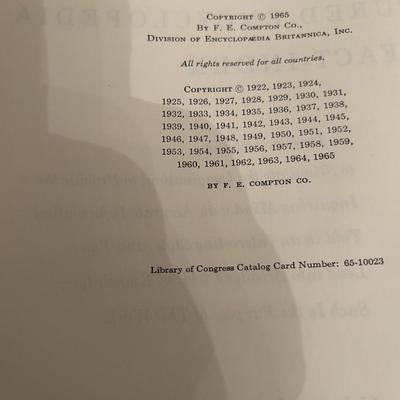 COPYRIGHT © 1965
BY F. E. COMPTON CO.,
DIVISION OF ENCYCLOPÆDIA BRITANNICA, INC.
All rights reserved for all countries.
COPYRIGHT © 1922, 1923, 1924,
1925, 1926, 1927, 1928, 1929, 1930, 1931,
1932, 1933, 1934, 1935, 1936, 1937, 1938,
1939, 1940, 1941, 1942, 1943, 1944, 1945,
1946, 1947, 1948, 1949, 1950, 1951, 1952,
1953, 1954, 1955, 1956, 1957, 1958, 1959,
1960, 1961, 1962, 1963, 1964, 1965
BY F. E. COMPTON CO.
Library of Congress Catalog Card Number: 65-10023